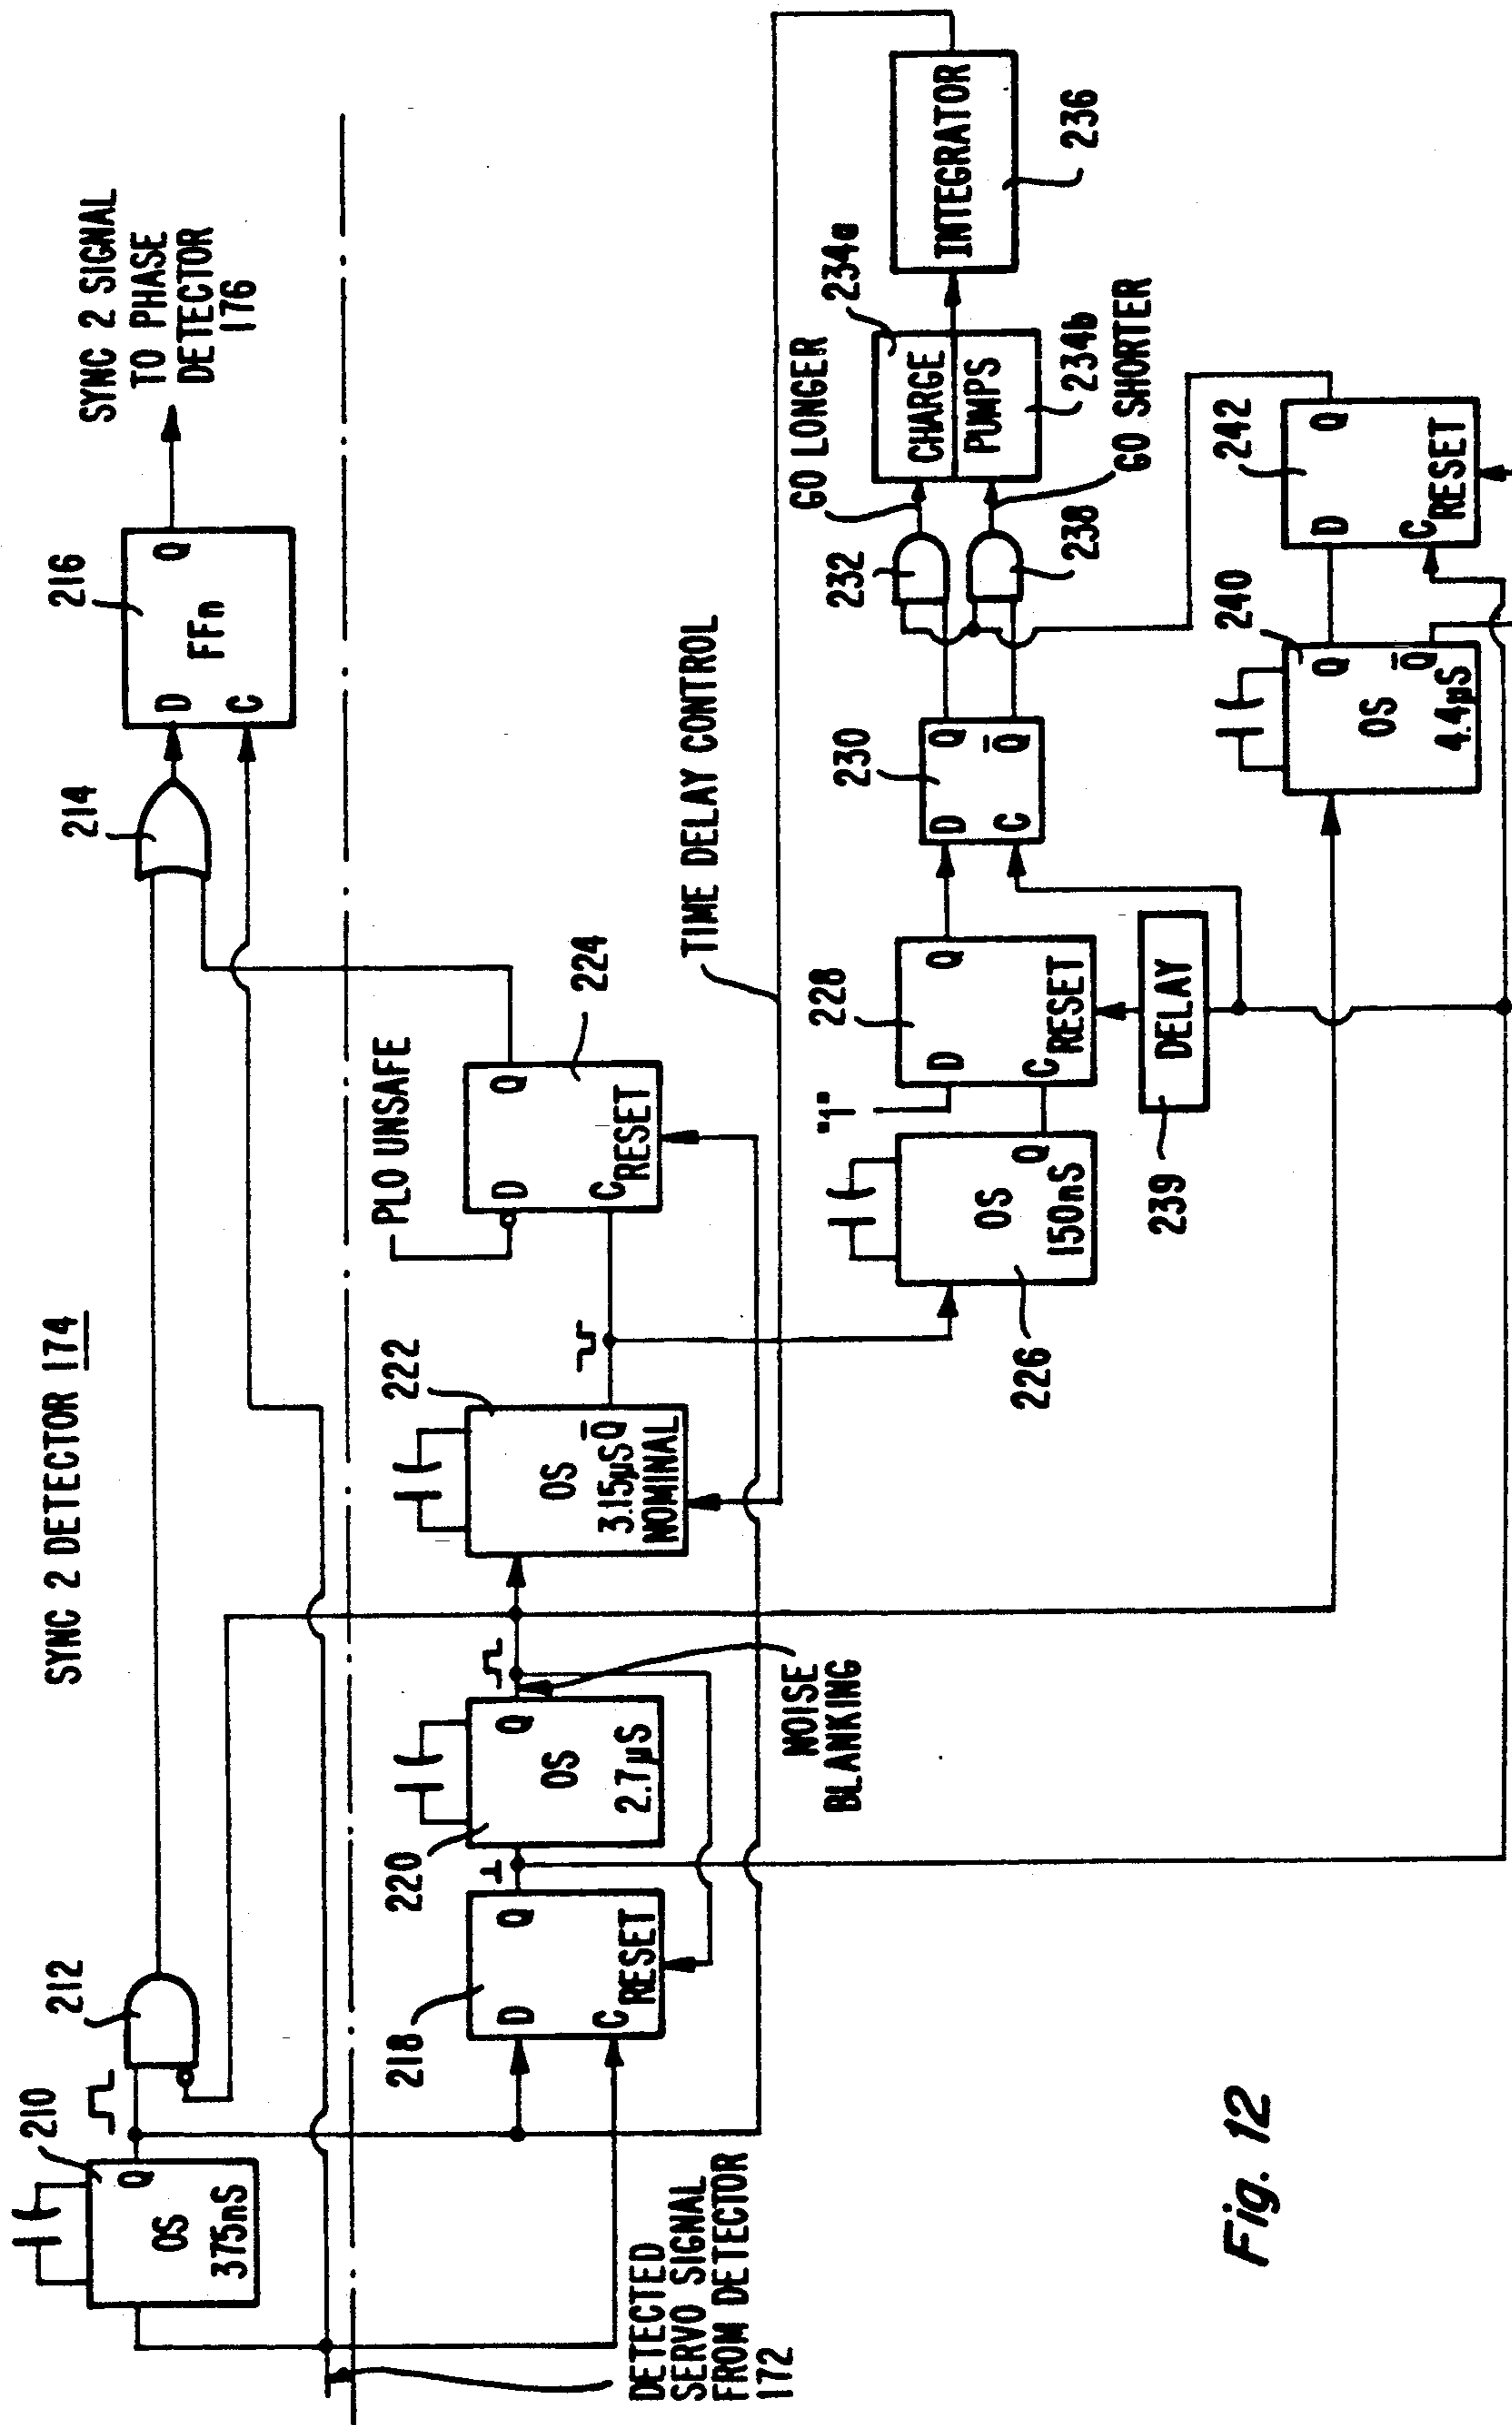 SYNC 2 DETECTOR 174
210
OS
375nS
Q
212
214
216
D
C
FFn
Q
SYNC 2 SIGNAL
TO PHASE
DETECTOR
176
DETECTED
SERVO SIGNAL
FROM DETECTOR
172
218
D
C
RESET
Q
220
OS
2.7µS
Q
NOISE
BLANKING
222
OS
3.15µS Q̅
NOMINAL
PLO UNSAFE
224
D
C
RESET
Q
TIME DELAY CONTROL
226
OS
150nS
Q
"1"
228
D
C
RESET
Q
DELAY
239
230
D
C
Q
Q̅
232
238
GO LONGER
GO SHORTER
234a
CHARGE
PUMPS
234b
INTEGRATOR
236
240
OS
4.4µS
Q
Q̅
242
D
C
RESET
Q
Fig. 12